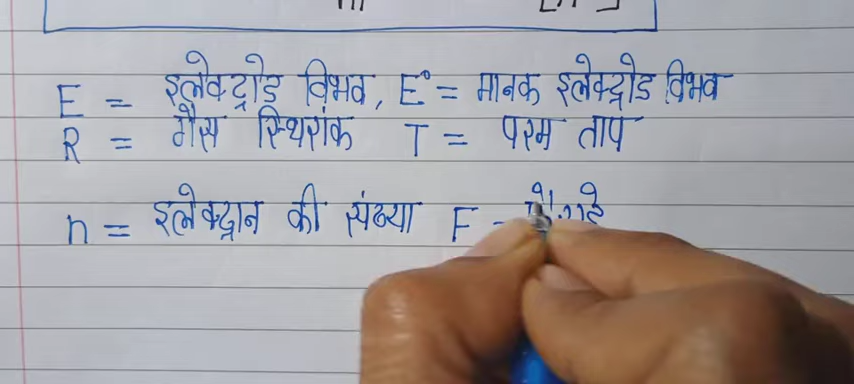 E = इलेक्ट्रोड विभव, E° = मानक इलेक्ट्रोड विभव
R = गैस स्थिरांक T = परम ताप
n = इलेक्ट्रान की संख्या F =